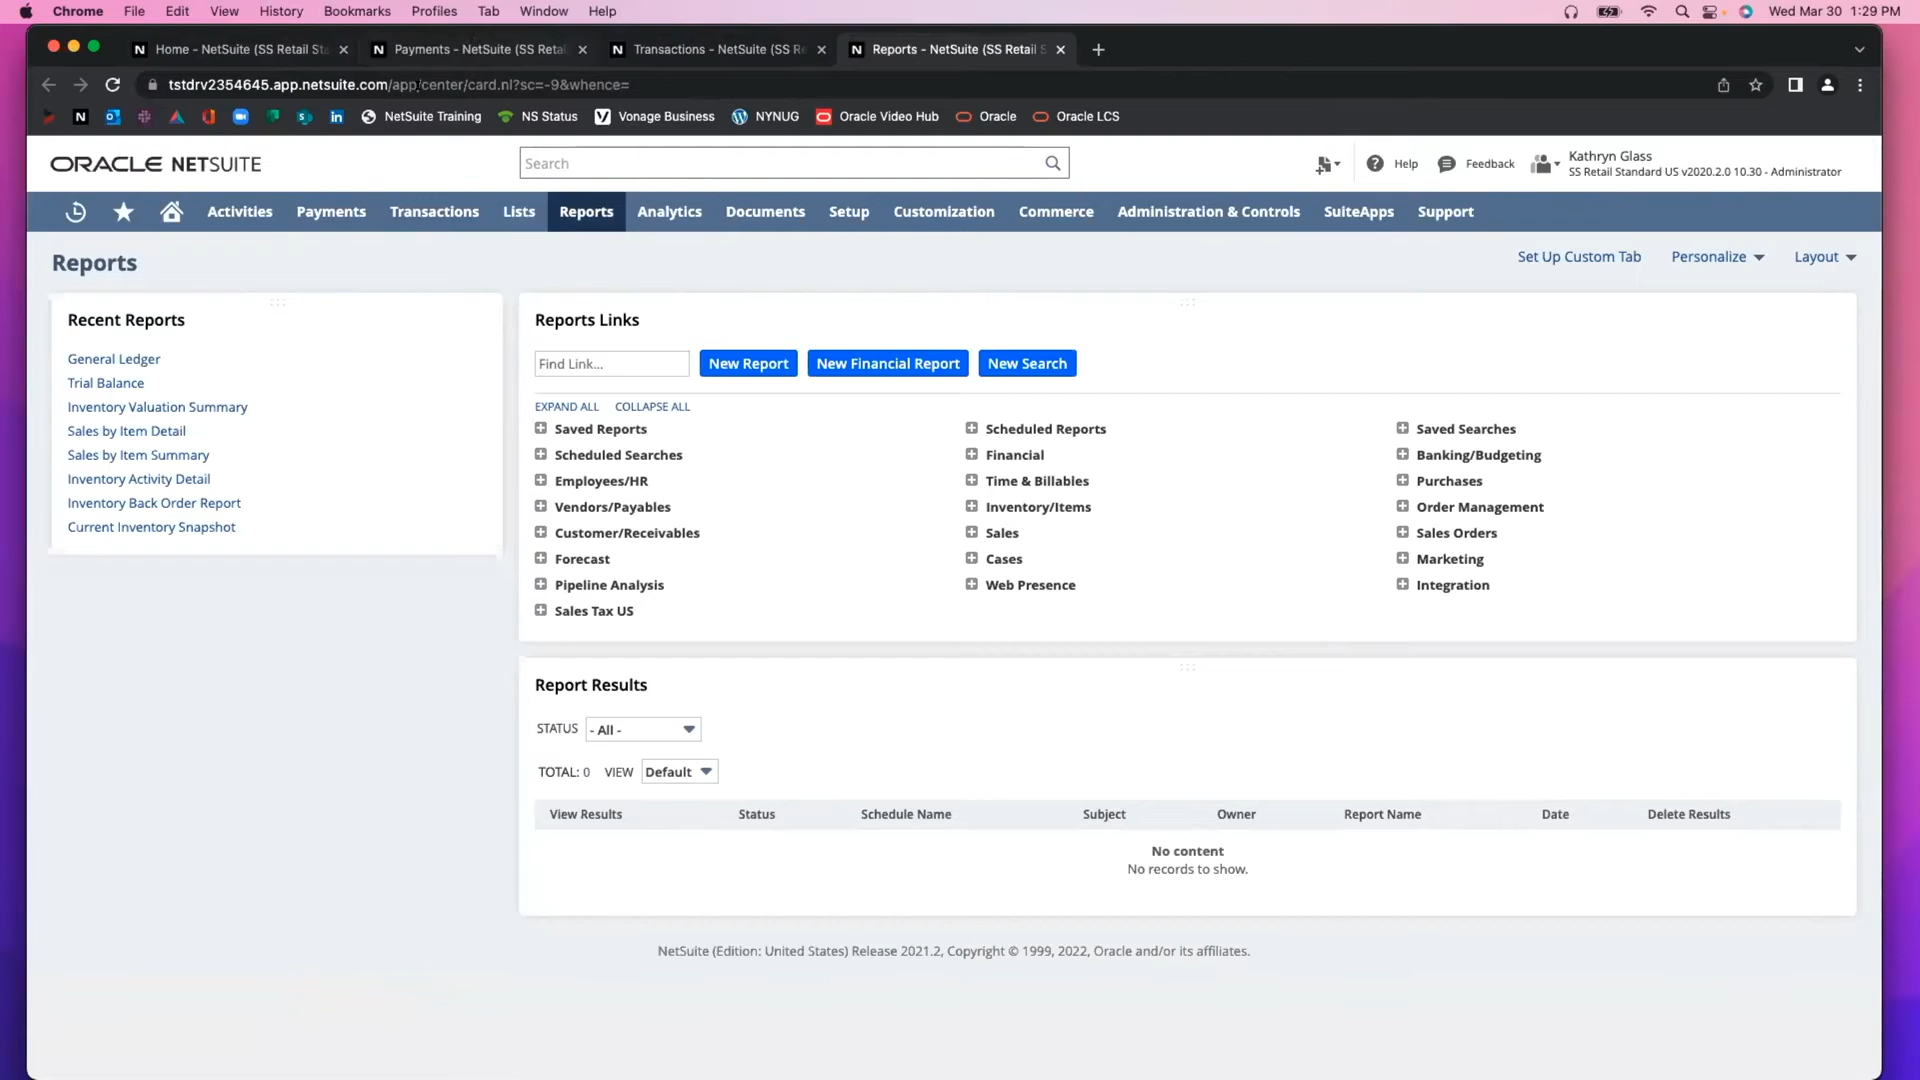 Chrome File Edit View History Bookmarks Profiles Tab Window Help Wed Mar 30 1:29 PM
Home - NetSuite (SS Retail Sta Payments - NetSuite (SS Retai Transactions - NetSuite (SS Re Reports - NetSuite (SS Retail S
tstdrv2354645.app.netsuite.com/app/center/card.nl?sc=-9&whence=
NetSuite Training NS Status Vonage Business NYNUG Oracle Video Hub Oracle Oracle LCS
ORACLE NETSUITE Search Help Feedback Kathryn Glass
SS Retail Standard US v2020.2.0 10.30 - Administrator
Activities Payments Transactions Lists Reports Analytics Documents Setup Customization Commerce Administration & Controls SuiteApps Support
Reports Set Up Custom Tab Personalize Layout
Recent Reports
General Ledger
Trial Balance
Inventory Valuation Summary
Sales by Item Detail
Sales by Item Summary
Inventory Activity Detail
Inventory Back Order Report
Current Inventory Snapshot
Reports Links
Find Link... New Report New Financial Report New Search
EXPAND ALL COLLAPSE ALL
Saved Reports Scheduled Reports Saved Searches
Scheduled Searches Financial Banking/Budgeting
Employees/HR Time & Billables Purchases
Vendors/Payables Inventory/Items Order Management
Customer/Receivables Sales Sales Orders
Forecast Cases Marketing
Pipeline Analysis Web Presence Integration
Sales Tax US
Report Results
STATUS - All -
TOTAL: 0 VIEW Default
View Results Status Schedule Name Subject Owner Report Name Date Delete Results
No content
No records to show.
NetSuite (Edition: United States) Release 2021.2, Copyright © 1999, 2022, Oracle and/or its affiliates.